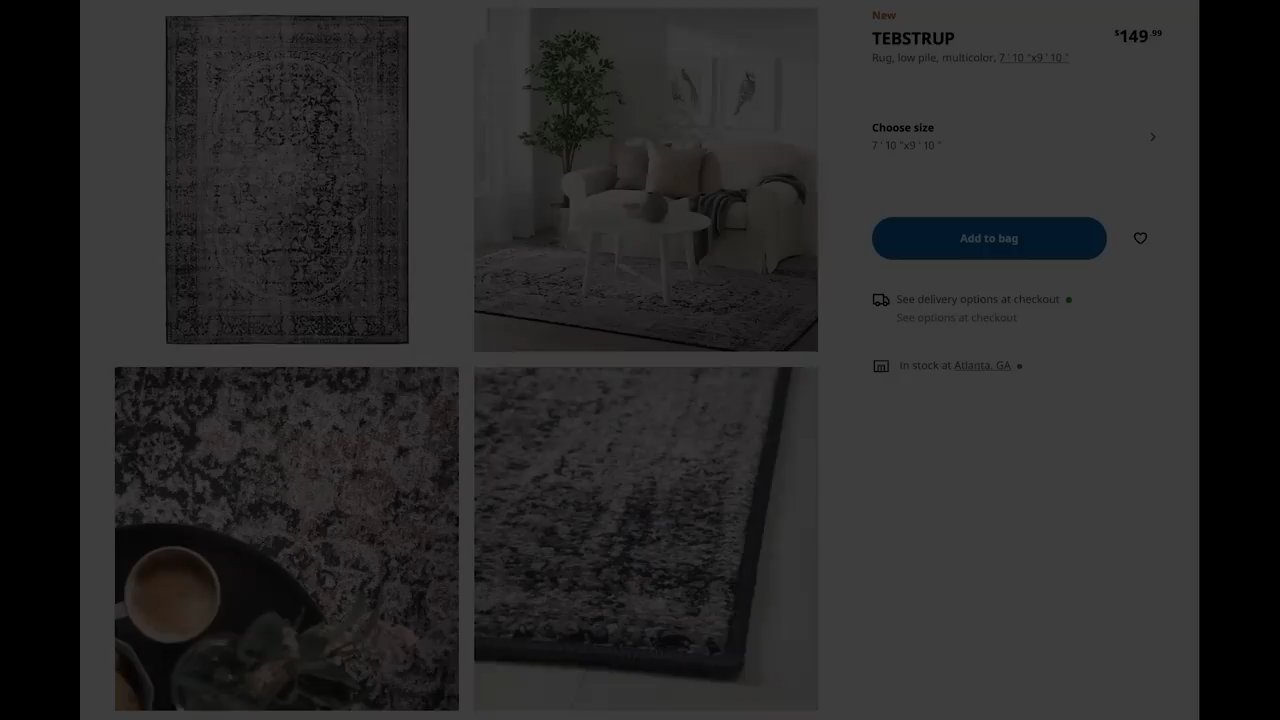 New
TEBSTRUP
$149.99
Rug, low pile, multicolor, 7 ' 10 "x9 ' 10 "
Choose size
7 ' 10 "x9 ' 10 "
Add to bag
See delivery options at checkout
See options at checkout
In stock at Atlanta, GA